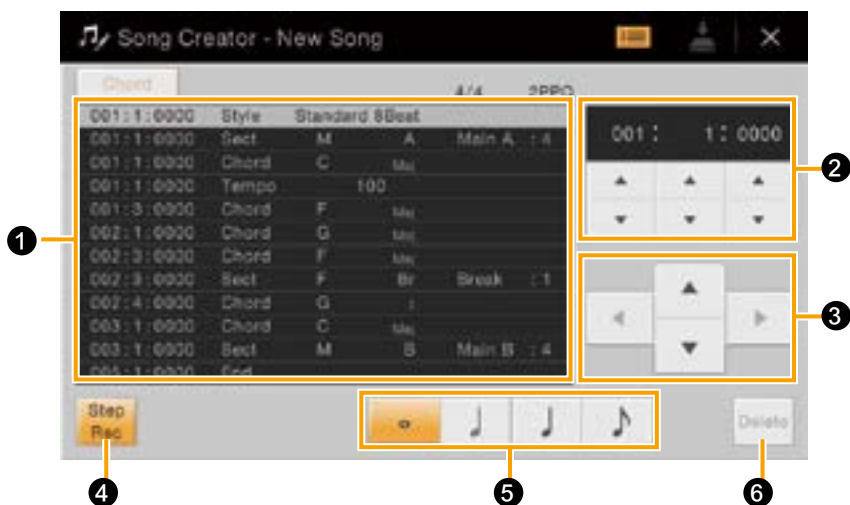 Song Creator - New Song
Chord 4/4 2PPQ
001:1:0000 Style Standard 8Beat
001:1:0000 Sect M A Main A :4
001:1:0000 Chord C Maj
001:1:0000 Tempo 100
001:3:0000 Chord F Maj
002:1:0000 Chord G Maj
002:3:0000 Chord F Maj
002:3:0000 Sect F Br Break :1
002:4:0000 Chord G
003:1:0000 Chord C Maj
003:1:0000 Sect M B Main B :4
005:1:0000 End
001: 1: 0000
1
2
3
Step
Rec
Delete
4
5
6